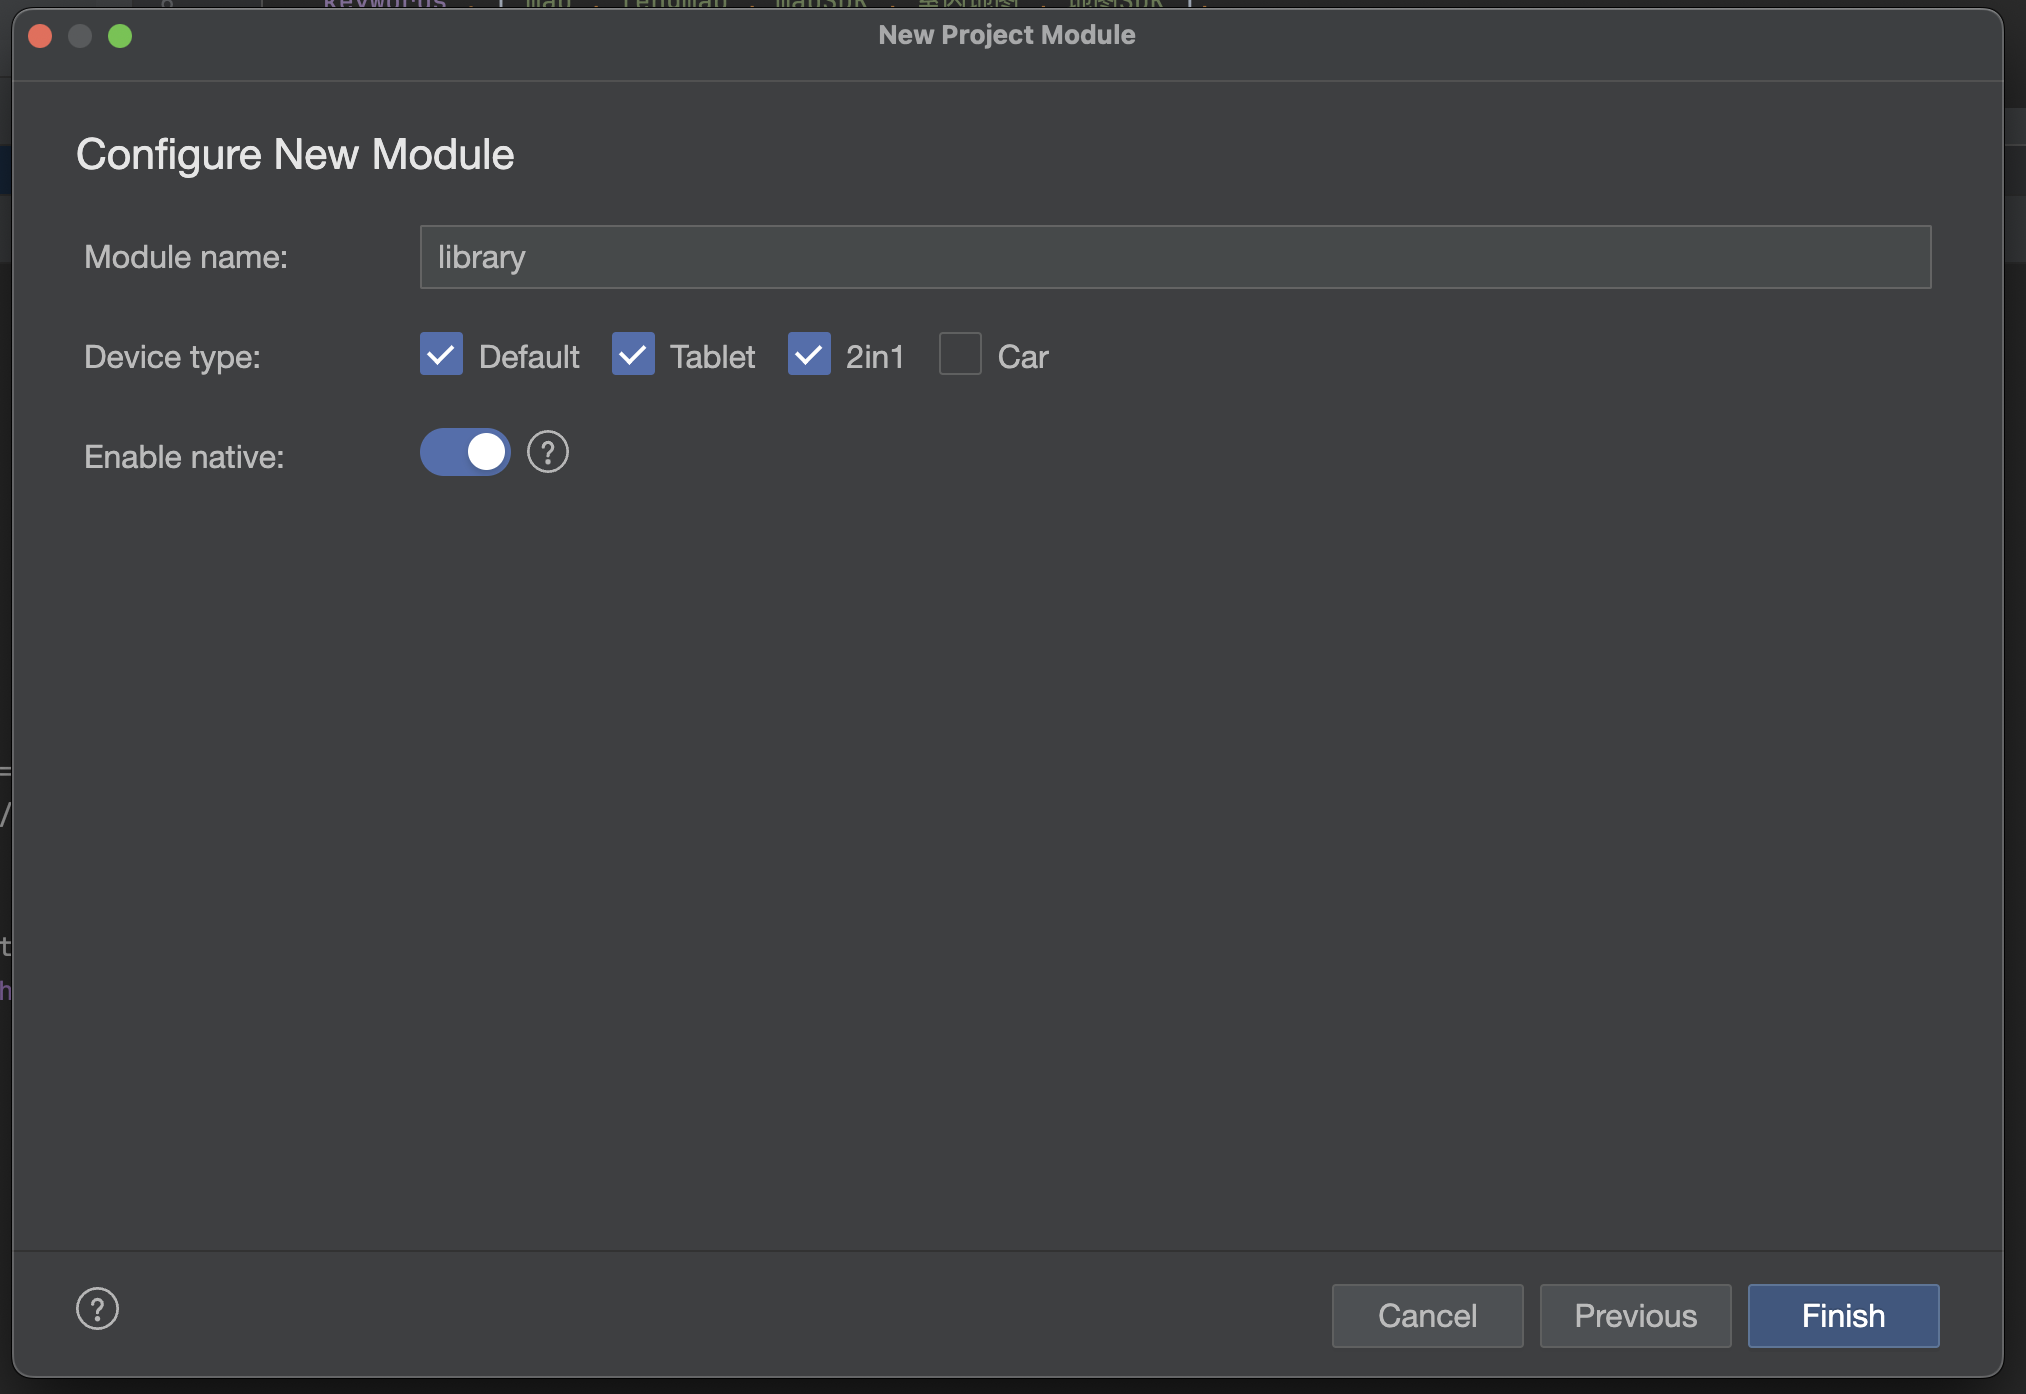 New Project Module
Configure New Module
Module name: library
Device type: Default Tablet 2in1 Car
Enable native: ?
? Cancel Previous Finish